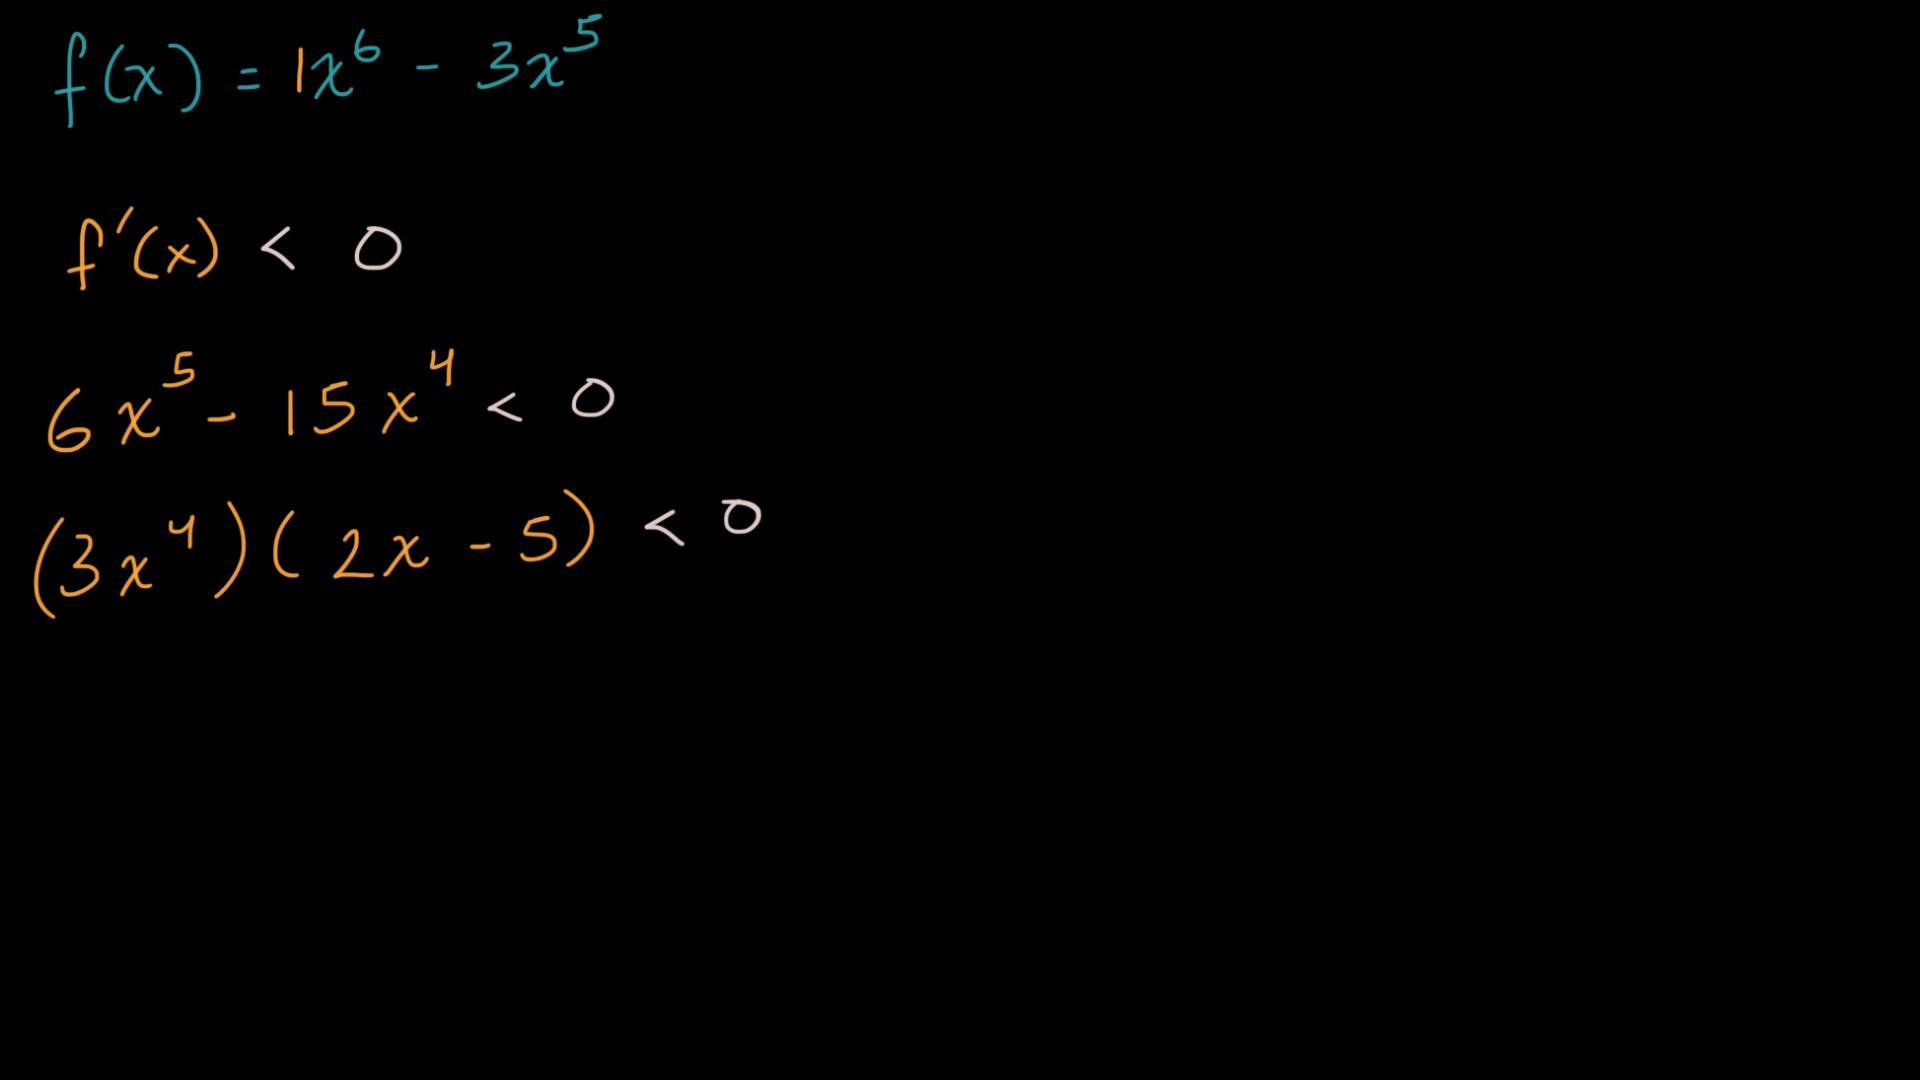 f(x) = 1x⁶ - 3x⁵
f'(x) < 0
6x⁵ - 15x⁴ < 0
(3x⁴)(2x - 5) < 0